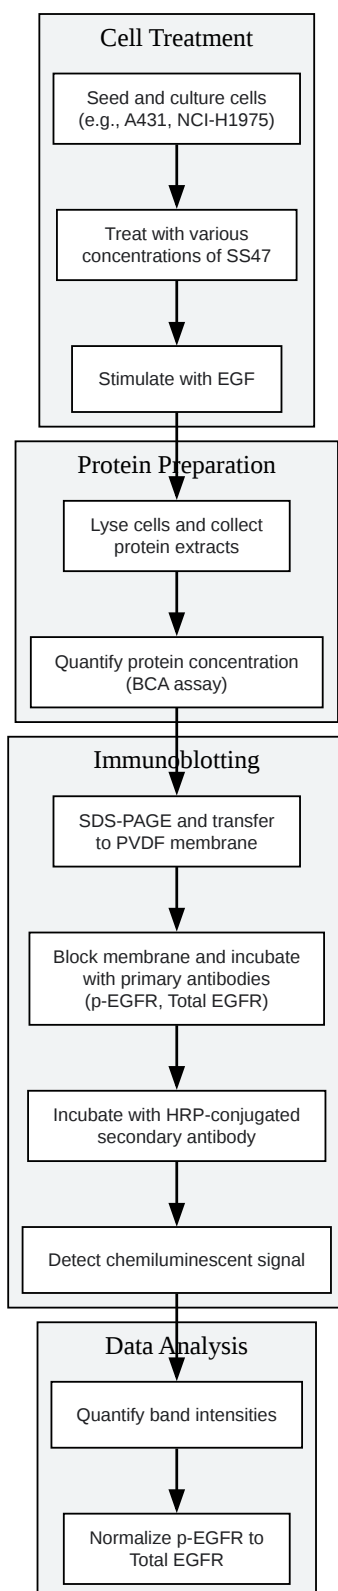 Cell Treatment
Seed and culture cells
(e.g., A431, NCI-H1975)
Treat with various
concentrations of SS47
Stimulate with EGF
Protein Preparation
Lyse cells and collect
protein extracts
Quantify protein concentration
(BCA assay)
Immunoblotting
SDS-PAGE and transfer
to PVDF membrane
Block membrane and incubate
with primary antibodies
(p-EGFR, Total EGFR)
Incubate with HRP-conjugated
secondary antibody
Detect chemiluminescent signal
Data Analysis
Quantify band intensities
Normalize p-EGFR to
Total EGFR